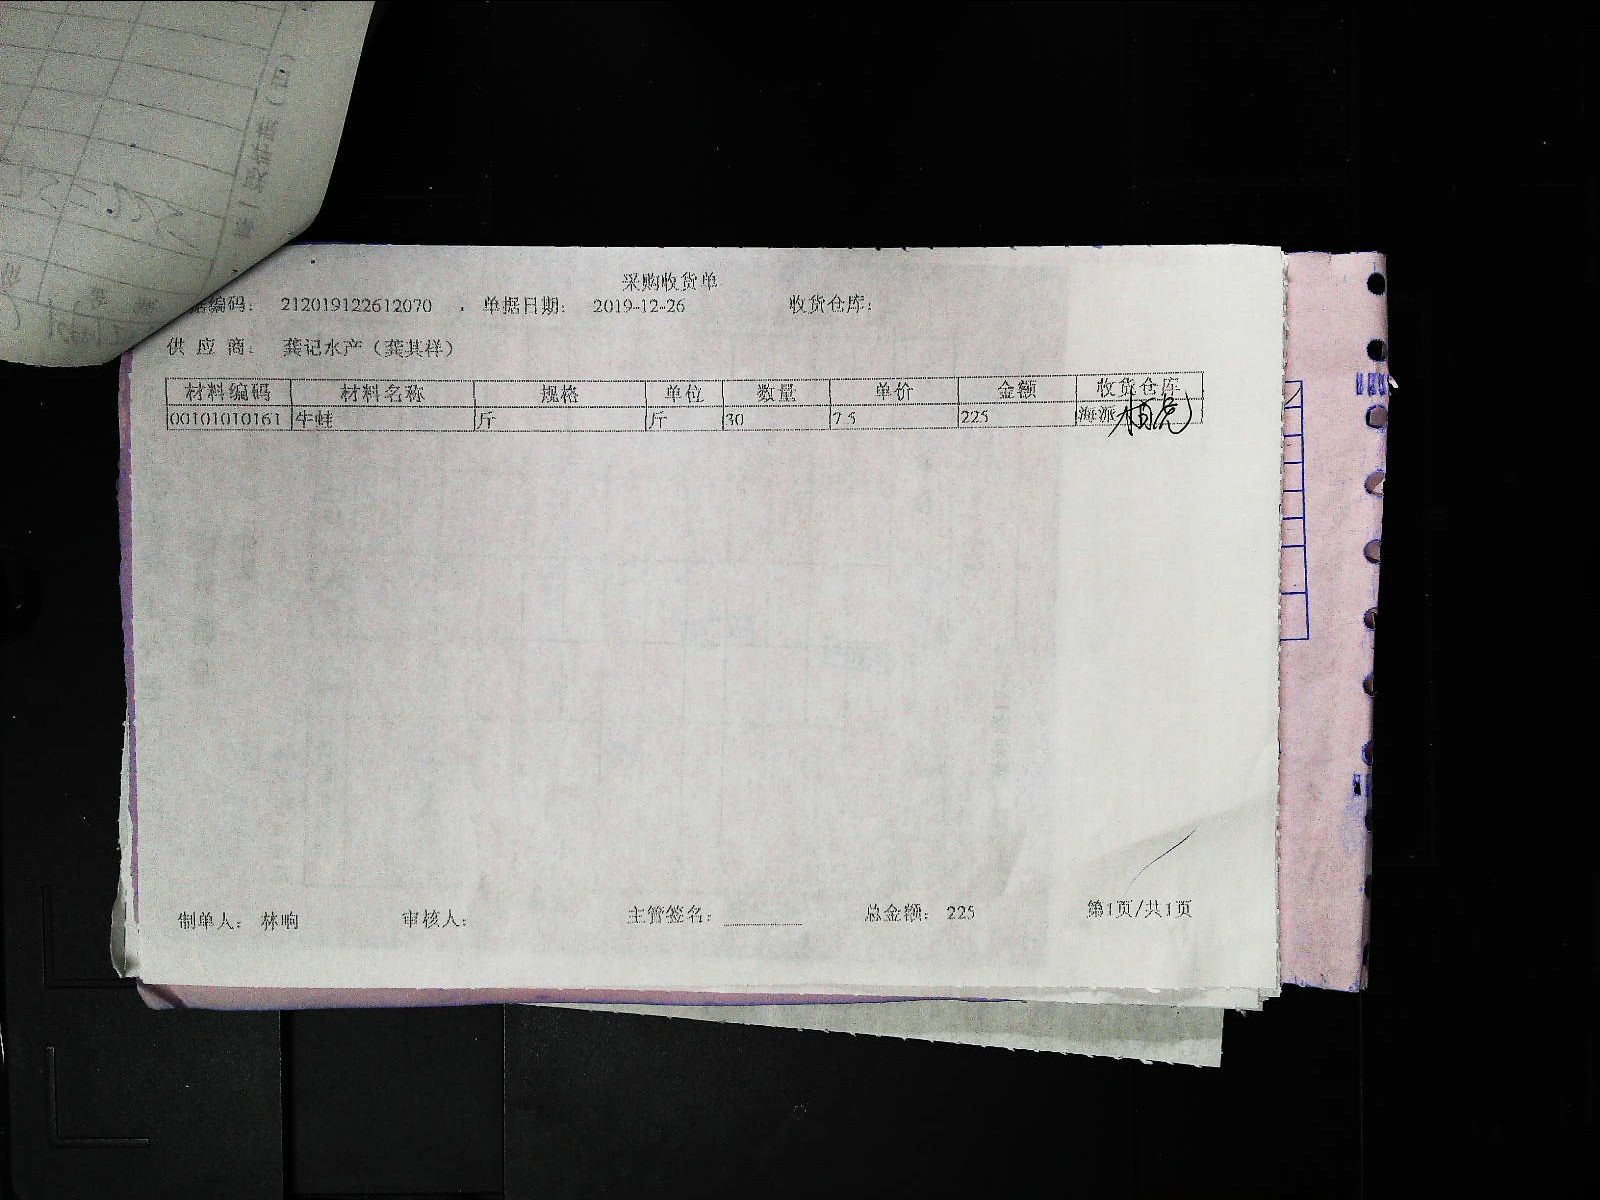 采购收货单
据编码： 212019122612070 . 单据日期： 2019-12-26 收货仓库：
供 应 商： 龚记水产（龚其祥）
材料编码 材料名称 规格 单位 数量 单价 金额 收货仓库
00101010161 牛蛙 斤 斤 30 7.5 225 海派
制单人： 林响 审核人： 主管签名： 总金额： 225 第1页/共1页